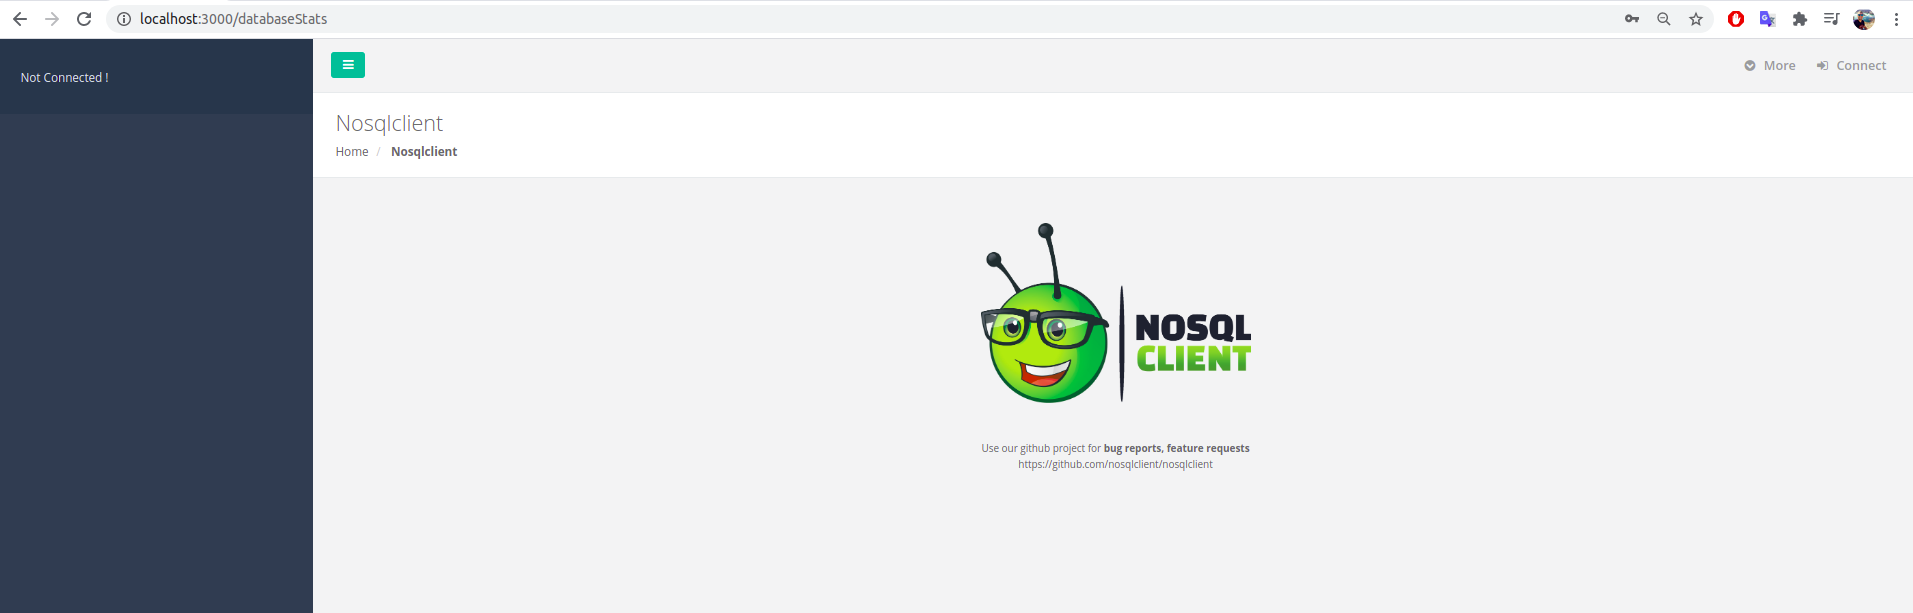 localhost:3000/databaseStats
Not Connected !
More
Connect
Nosqlclient
Home / Nosqlclient
NOSQL
CLIENT
Use our github project for bug reports, feature requests
https://github.com/nosqlclient/nosqlclient